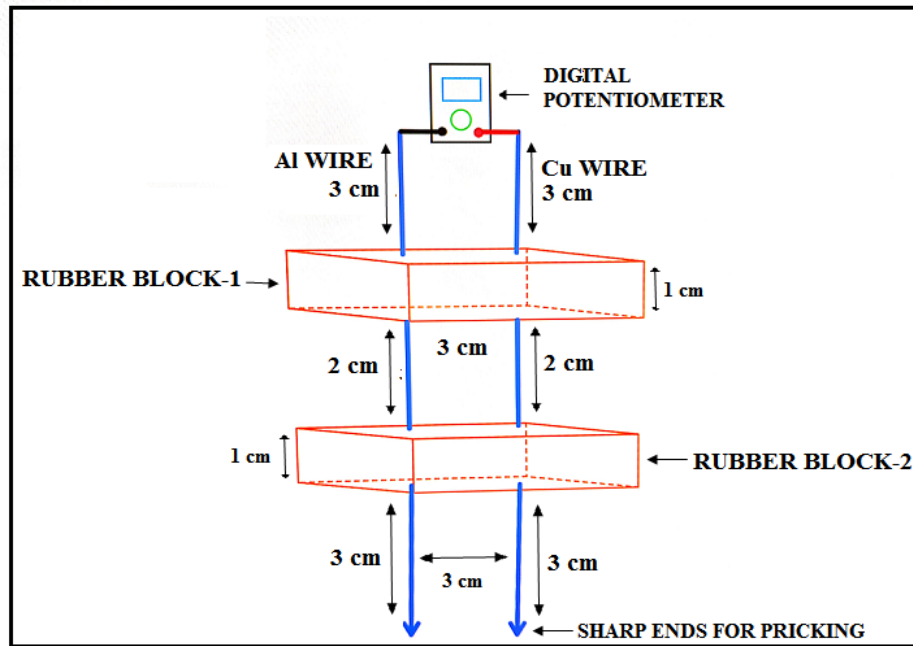 DIGITAL
POTENTIOMETER
Al WIRE
3 cm
Cu WIRE
3 cm
RUBBER BLOCK-1
1 cm
3 cm
2 cm
2 cm
1 cm
RUBBER BLOCK-2
3 cm
3 cm
3 cm
SHARP ENDS FOR PRICKING